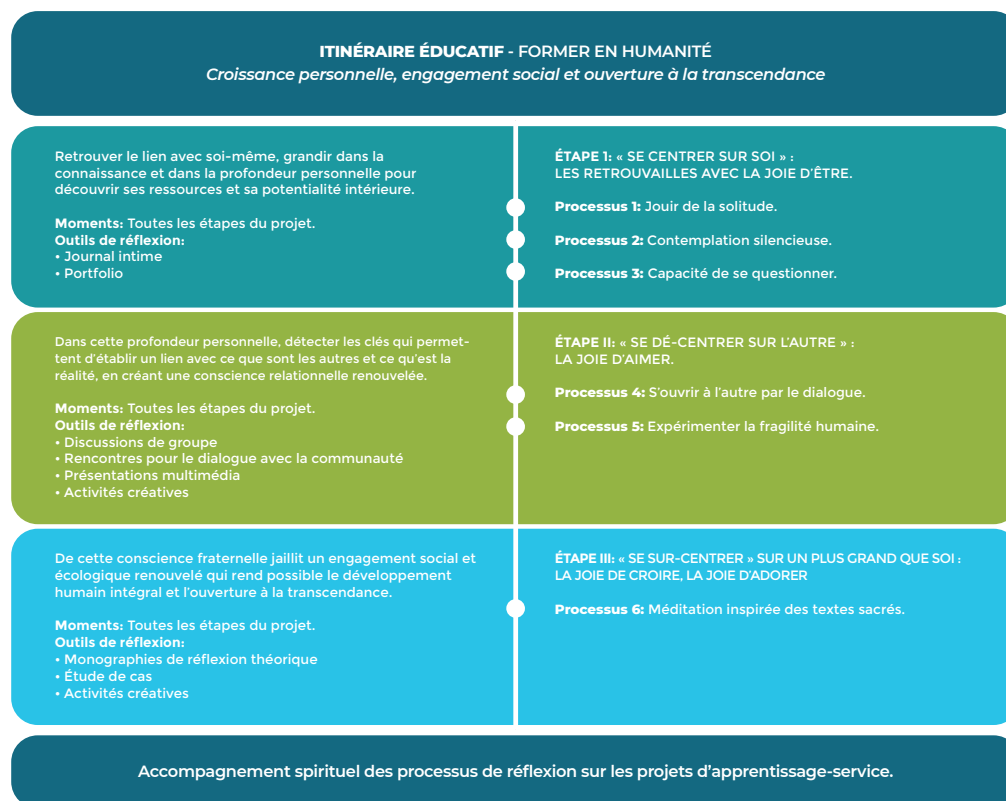 ITINÉRAIRE ÉDUCATIF - FORMER EN HUMANITÉ
Croissance personnelle, engagement social et ouverture à la transcendance
Retrouver le lien avec soi-même, grandir dans la
connaissance et dans la profondeur personnelle pour
découvrir ses ressources et sa potentialité intérieure.
Moments: Toutes les étapes du projet.
Outils de réflexion:
• Journal intime
• Portfolio
ÉTAPE 1: « SE CENTRER SUR SOI » :
LES RETROUVAILLES AVEC LA JOIE D'ÊTRE.
Processus 1: Jouir de la solitude.
Processus 2: Contemplation silencieuse.
Processus 3: Capacité de se questionner.
Dans cette profondeur personnelle, détecter les clés qui permet-
tent d'établir un lien avec ce que sont les autres et ce qu'est la
réalité, en créant une conscience relationnelle renouvelée.
Moments: Toutes les étapes du projet.
Outils de réflexion:
• Discussions de groupe
• Rencontres pour le dialogue avec la communauté
• Présentations multimédia
• Activités créatives
ÉTAPE II: « SE DÉ-CENTRER SUR L'AUTRE » :
LA JOIE D'AIMER.
Processus 4: S'ouvrir à l'autre par le dialogue.
Processus 5: Expérimenter la fragilité humaine.
De cette conscience fraternelle jaillit un engagement social et
écologique renouvelé qui rend possible le développement
humain intégral et l'ouverture à la transcendance.
Moments: Toutes les étapes du projet.
Outils de réflexion:
• Monographies de réflexion théorique
• Étude de cas
• Activités créatives
ÉTAPE III: « SE SUR-CENTRER » SUR UN PLUS GRAND QUE SOI :
LA JOIE DE CROIRE, LA JOIE D'ADORER
Processus 6: Méditation inspirée des textes sacrés.
Accompagnement spirituel des processus de réflexion sur les projets d'apprentissage-service.